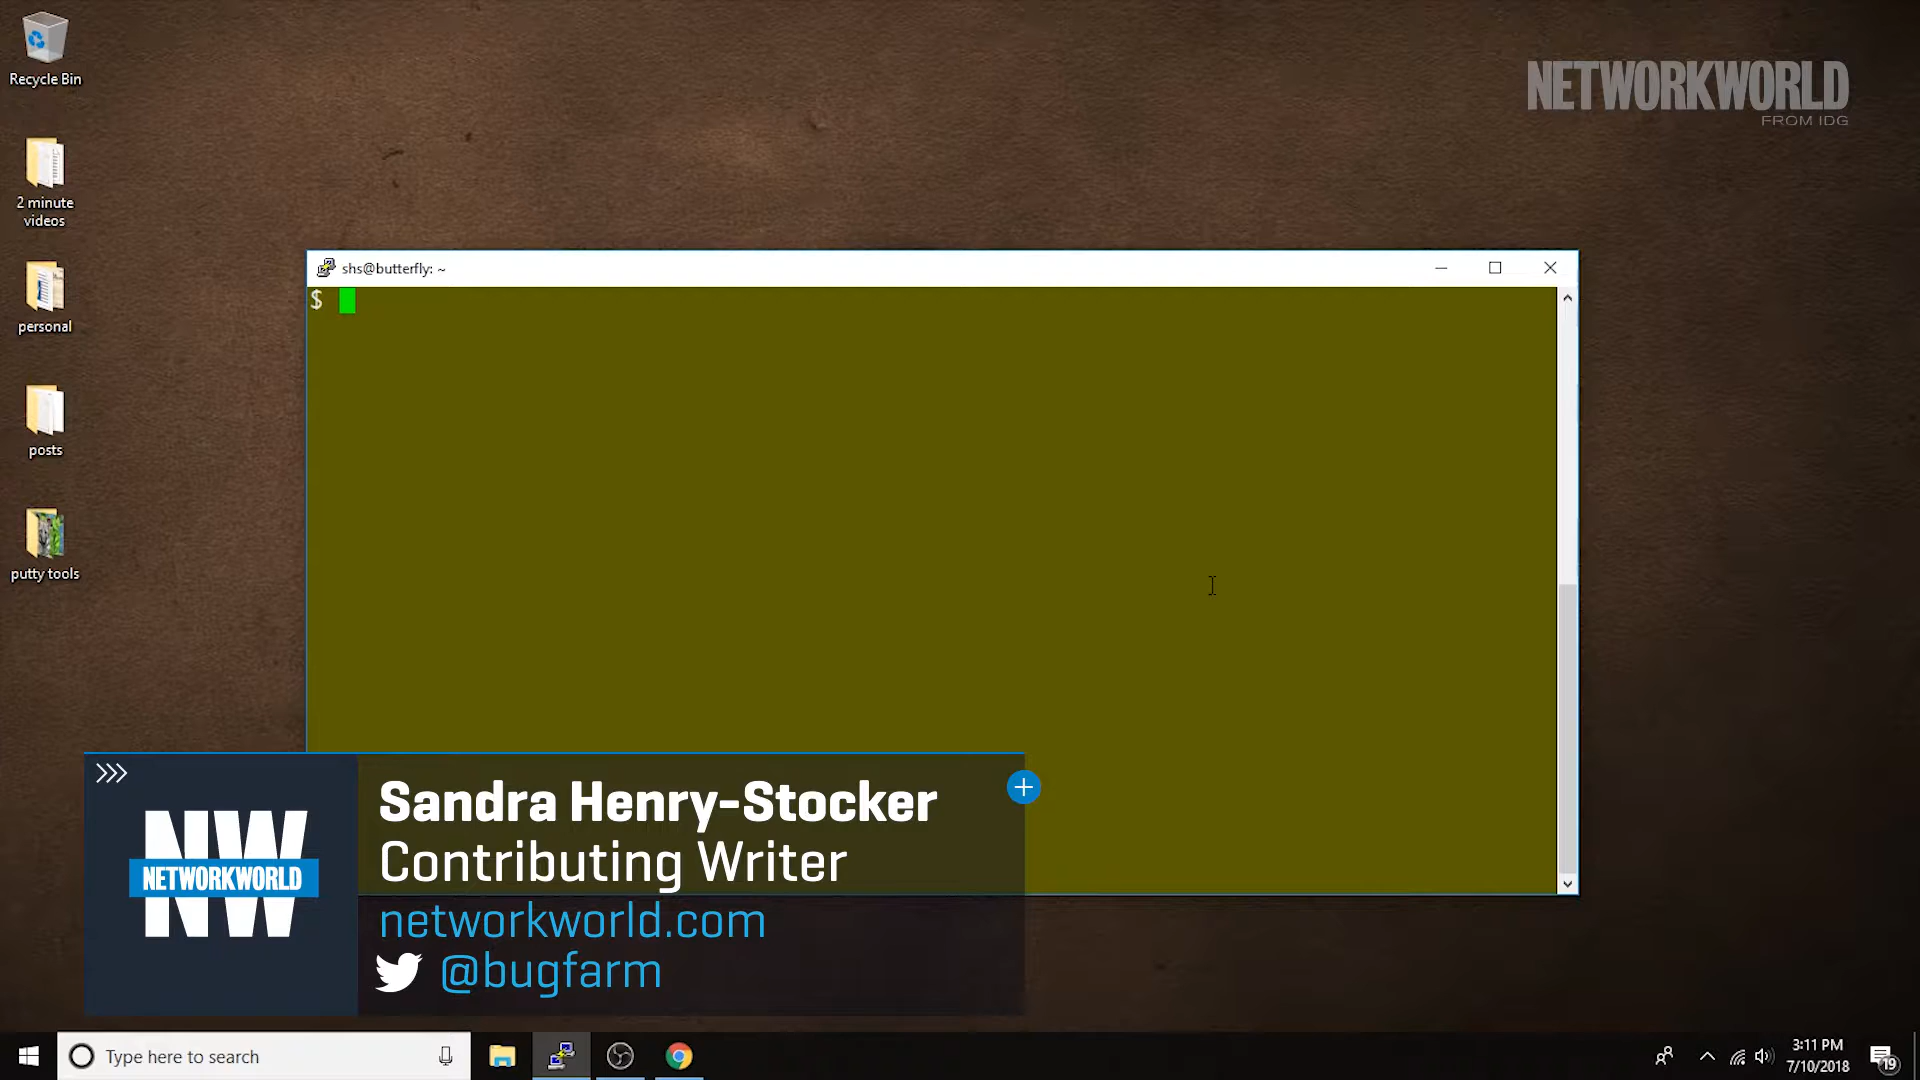 Recycle Bin
NETWORKWORLD
FROM IDG
2 minute
videos
personal
posts
putty tools
shs@butterfly: ~
$
NW
NETWORKWORLD
Sandra Henry-Stocker
Contributing Writer
networkworld.com
@bugfarm
Type here to search
3:11 PM
7/10/2018
19